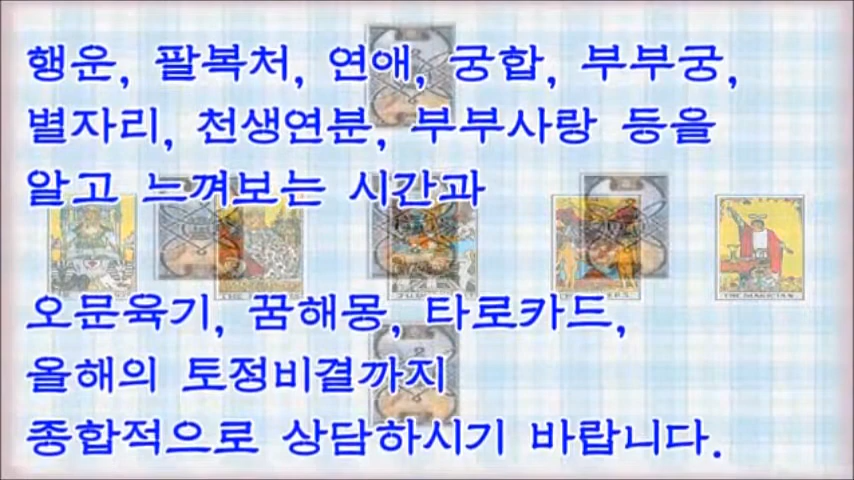 행운, 팔복처, 연애, 궁합, 부부궁,
별자리, 천생연분, 부부사랑 등을
알고 느껴보는 시간과
THE MAGICIAN
오문육기, 꿈해몽, 타로카드,
올해의 토정비결까지
2
종합적으로 상담하시기 바랍니다.